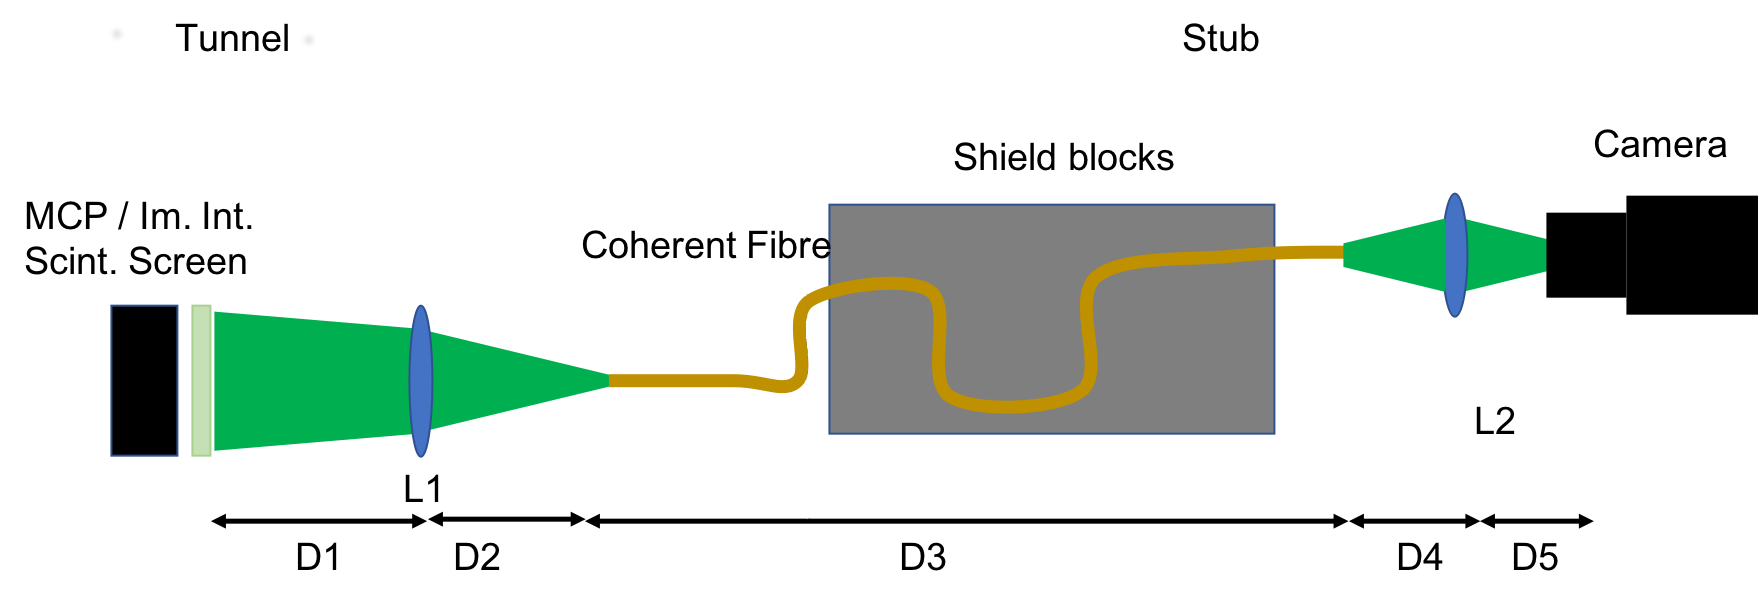 Tunnel
Stub
Camera
Shield blocks
MCP / Im. Int.
Scint. Screen
Coherent Fibre
L2
L1
D1
D2
D3
D4
D5